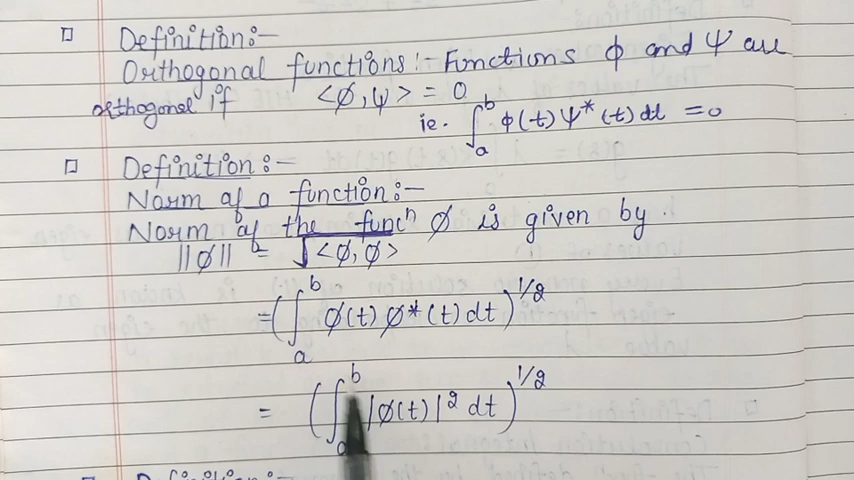 Definition:-
Orthogonal functions:- Functions ϕ and ψ are
orthogonal if <ϕ,ψ> = 0
ie. ∫_a^b ϕ(t)ψ*(t)dt =0
Definition:-
Norm of a function:-
Norm of the funcⁿ ϕ is given by.
||ϕ|| = √<ϕ,ϕ>
=(∫_a^b ϕ(t)ϕ*(t)dt)^1/2
= (∫_a^b |ϕ(t)|² dt)^1/2
Definition:-